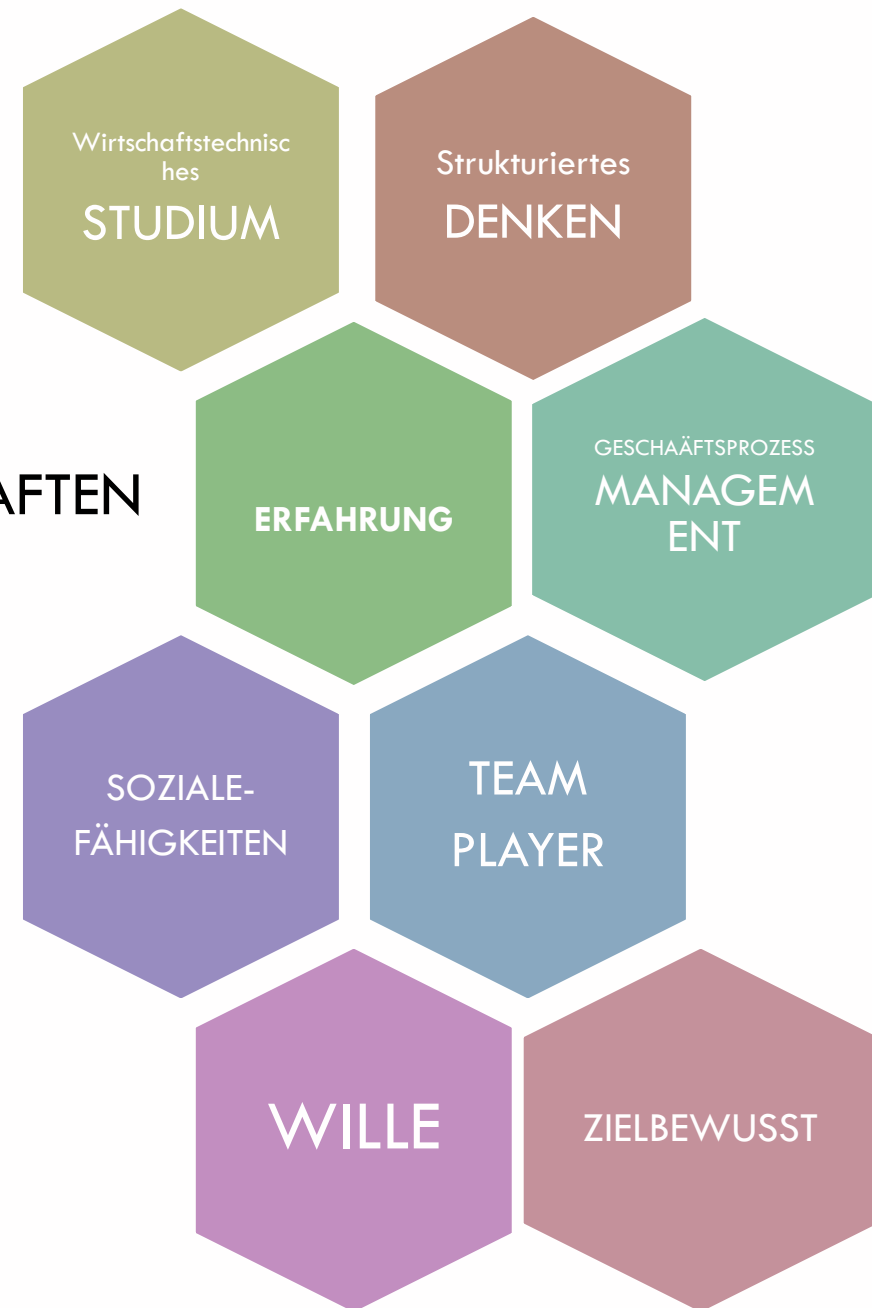 Wirtschaftstechnisc
hes
STUDIUM
Strukturiertes
DENKEN
AFTEN
ERFAHRUNG
GESCHAÄFTSPROZESS
MANAGEM
ENT
SOZIALE-
FÄHIGKEITEN
TEAM
PLAYER
WILLE
ZIELBEWUSST